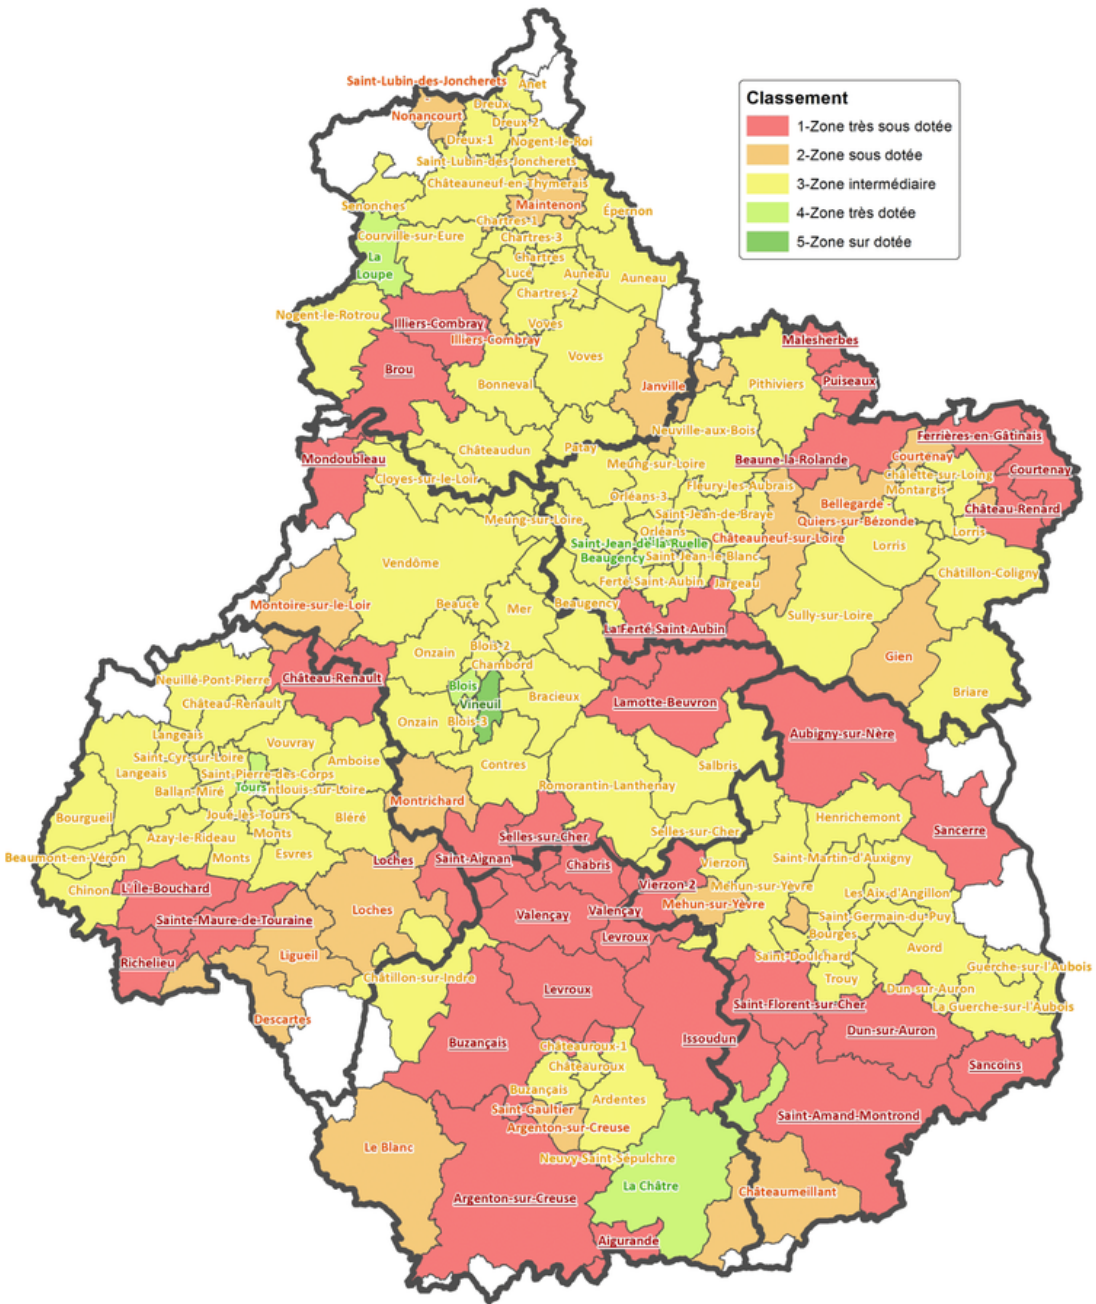 Saint-Lubin-des-Joncherets
Anet
Nonancourt
Dreux
Dreux-2
Dreux-1
Nogent-le-Roi
Saint-Lubin-des-Joncherets
Châteauneuf-en-Thymerais
Senonches
Maintenon
Épernon
Chartres-1
Courville-sur-Eure
Chartres-3
La
Loupe
Chartres
Lucé
Auneau
Auneau
Chartres-2
Nogent-le-Rotrou
Illiers-Combray
Voves
Illiers-Combray
Brou
Voves
Bonneval
Janville
Classement
1-Zone très sous dotée
2-Zone sous dotée
3-Zone intermédiaire
4-Zone très dotée
5-Zone sur dotée
Malesherbes
Pithiviers
Puiseaux
Neuville-aux-Bois
Ferrières-en-Gâtinais
Châteaudun
Patay
Mondoubleau
Meung-sur-Loire
Beaune-la-Rolande
Courtenay
Courtenay
Cloyes-sur-le-Loir
Fleury-les-Aubrais
Châlette-sur-Loing
Montargis
Orléans-3
Bellegarde -
Quiers-sur-Bézonde
Château-Renard
Meung-sur-Loire
Saint-Jean-de-Braye
Orléans
Châteauneuf-sur-Loire
Lorris
Lorris
Saint-Jean-de-la-Ruelle
Beaugency
Saint-Jean-le-Blanc
Vendôme
Châtillon-Coligny
Ferté-Saint-Aubin
Jargeau
Montoire-sur-le-Loir
Beauce
Mer
Beaugency
Sully-sur-Loire
La Ferté-Saint-Aubin
Onzain
Blois-2
Chambord
Gien
Neuillé-Pont-Pierre
Château-Renault
Blois
Briare
Château-Renault
Vineuil
Bracieux
Lamotte-Beuvron
Onzain
Blois-3
Langeais
Vouvray
Aubigny-sur-Nère
Saint-Cyr-sur-Loire
Amboise
Contres
Salbris
Langeais
Saint-Pierre-des-Corps
Tours
ntlouis-sur-Loire
Ballan-Miré
Romorantin-Lanthenay
Montrichard
Bourgueil
Joué-lès-Tours
Bléré
Henrichemont
Azay-le-Rideau
Monts
Selles-sur-Cher
Selles-sur-Cher
Sancerre
Beaumont-en-Véron
Monts
Esvres
Loches
Saint-Aignan
Chabris
Vierzon
Saint-Martin-d'Auxigny
Chinon
L'Île-Bouchard
Vierzon-2
Mehun-sur-Yèvre
Les Aix-d'Angillon
Mehun-sur-Yèvre
Loches
Valençay
Valençay
Sainte-Maure-de-Touraine
Saint-Germain-du-Puy
Bourges
Levroux
Avord
Ligueil
Saint-Doulchard
Richelieu
Châtillon-sur-Indre
Trouy
Guerche-sur-l'Aubois
Levroux
Dun-sur-Auron
Saint-Florent-sur-Cher
La Guerche-sur-l'Aubois
Descartes
Dun-sur-Auron
Buzançais
Issoudun
Châteauroux-1
Châteauroux
Sancoins
Buzançais
Ardentes
Saint-Gaultier
Saint-Amand-Montrond
Argenton-sur-Creuse
Le Blanc
Neuvy-Saint-Sépulchre
La Châtre
Châteaumeillant
Argenton-sur-Creuse
Aigurande